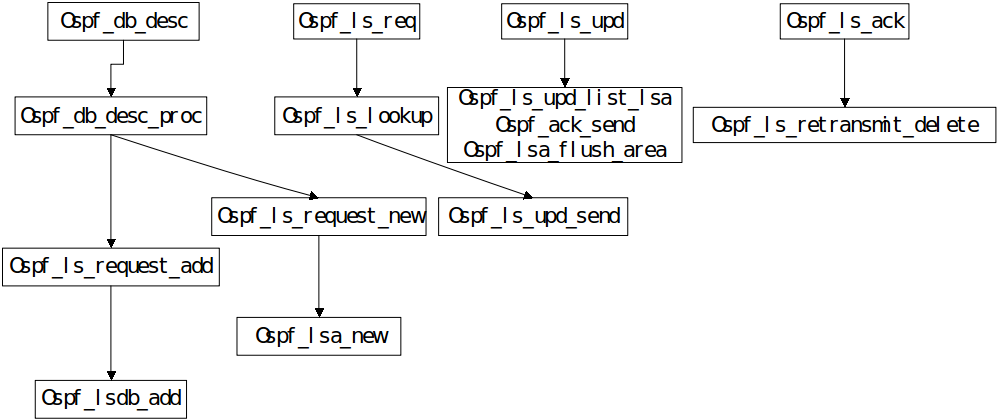 Ospf_db_desc
Ospf_ls_req
Ospf_ls_upd
Ospf_ls_ack
Ospf_db_desc_proc
Ospf_ls_lookup
Ospf_ls_upd_list_lsa
Ospf_ack_send
Ospf_lsa_flush_area
Ospf_ls_retransmit_delete
Ospf_ls_request_new
Ospf_ls_upd_send
Ospf_ls_request_add
Ospf_lsa_new
Ospf_lsdb_add